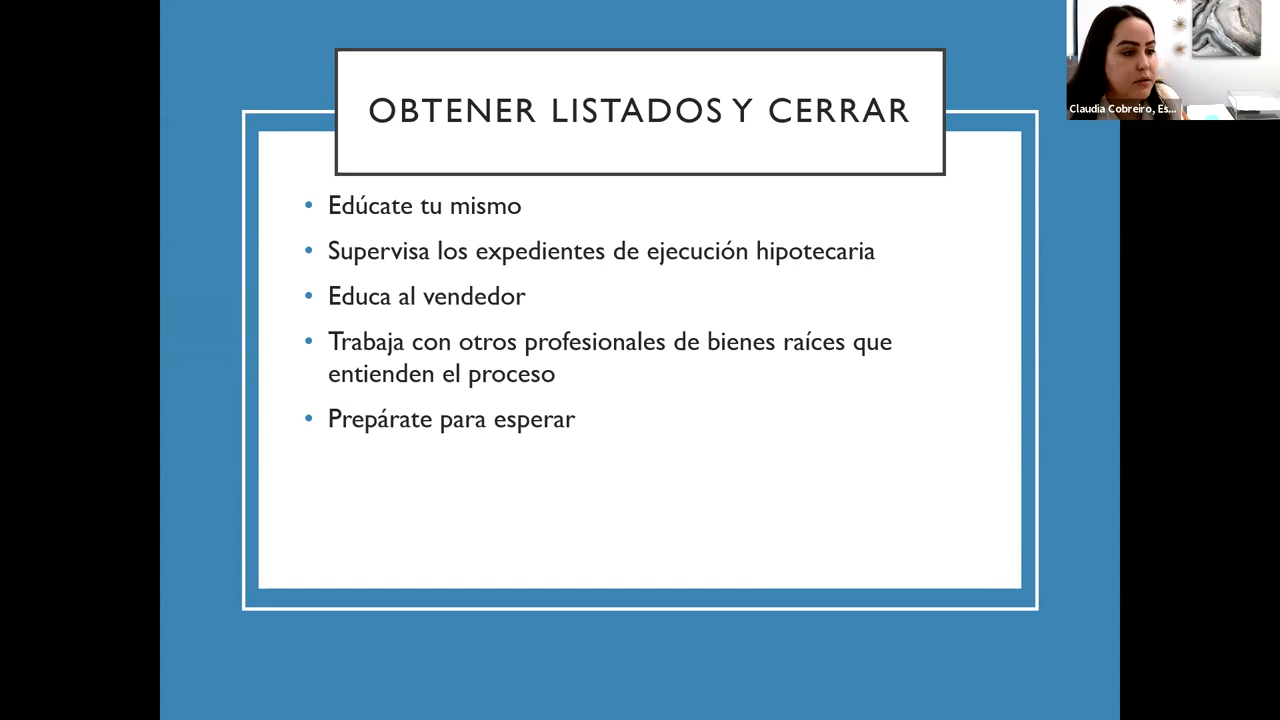 OBTENER LISTADOS Y CERRAR
Claudia Cobreiro, Es...
• Edúcate tu mismo
• Supervisa los expedientes de ejecución hipotecaria
• Educa al vendedor
• Trabaja con otros profesionales de bienes raíces que
entienden el proceso
• Prepárate para esperar